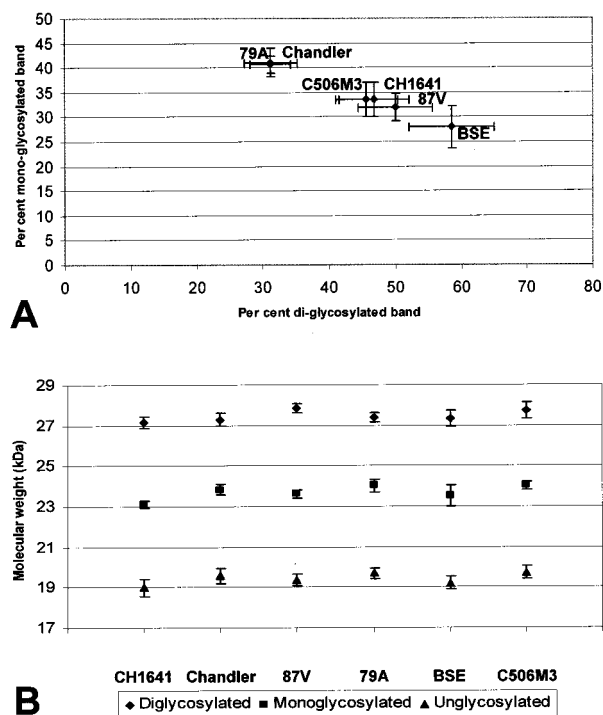 50
45
40
35
30
25
20
15
10
5
0
Per cent mono-glycosylated band
79A Chandler
C506M3 CH1641
87V
BSE
0 10 20 30 40 50 60 70 80
Per cent di-glycosylated band
A
29
27
25
23
21
19
17
Molecular weight (kDa)
CH1641 Chandler 87V 79A BSE C506M3
Diglycosylated Monoglycosylated Unglycosylated
B